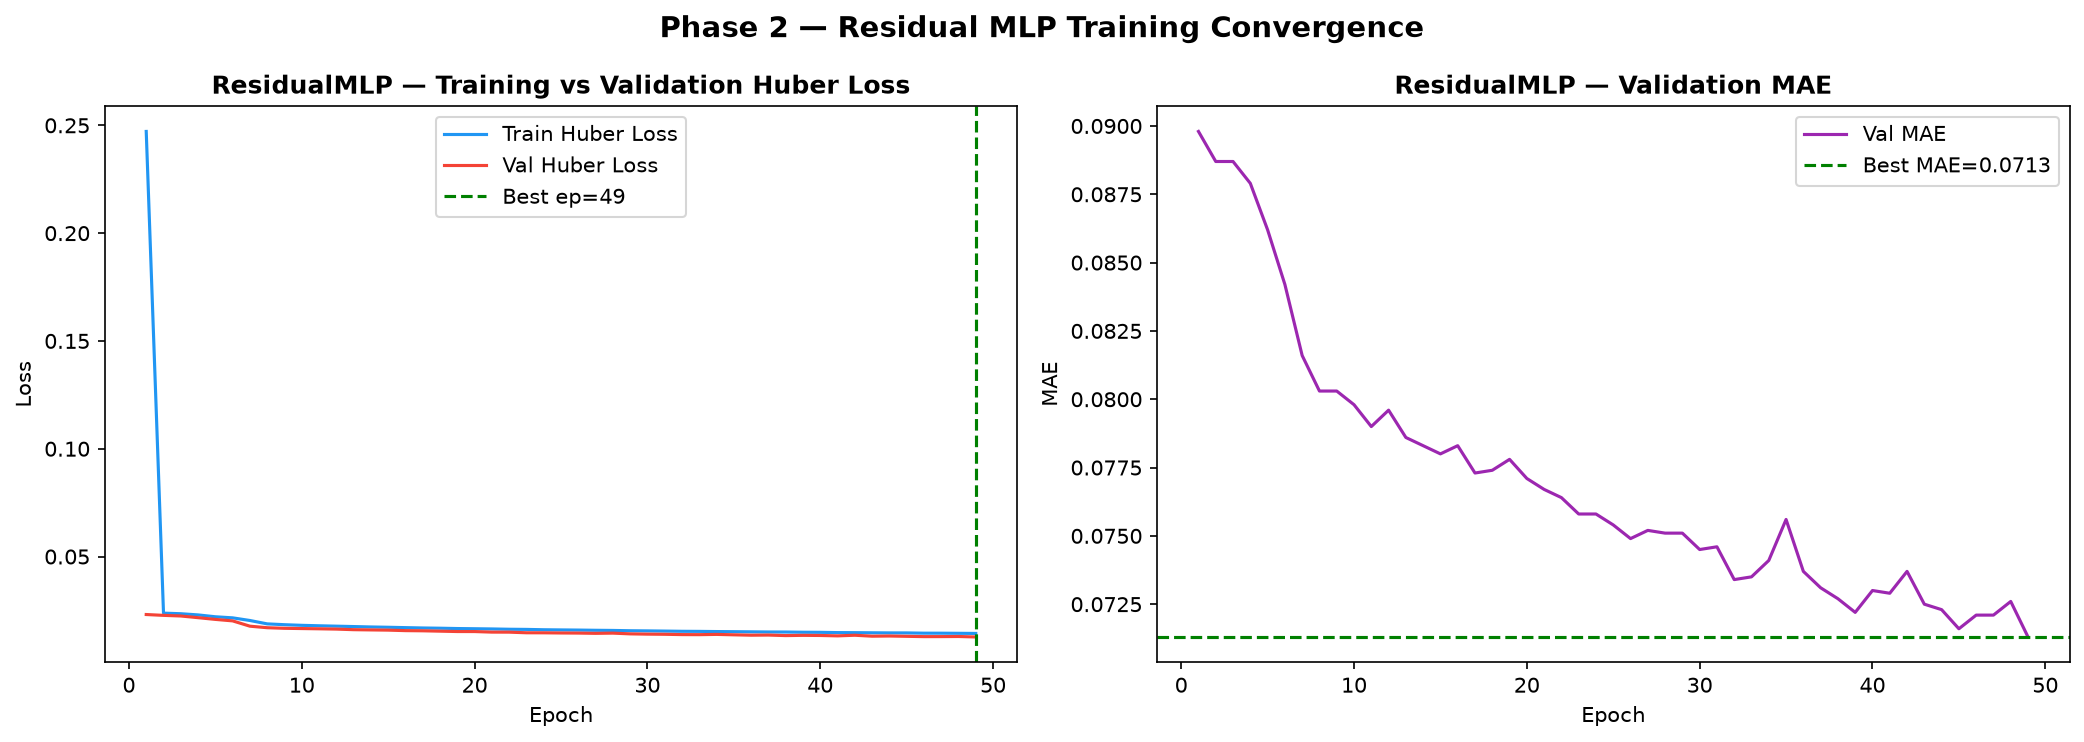 Phase 2 — Residual MLP Training Convergence
ResidualMLP — Training vs Validation Huber Loss
Train Huber Loss
Val Huber Loss
Best ep=49
0.25
0.20
0.15
0.10
0.05
Loss
0
10
20
30
40
50
Epoch
ResidualMLP — Validation MAE
Val MAE
Best MAE=0.0713
0.0900
0.0875
0.0850
0.0825
0.0800
0.0775
0.0750
0.0725
MAE
0
10
20
30
40
50
Epoch